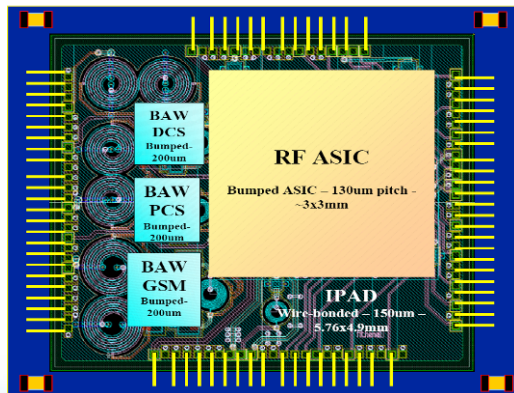 BAW
DCS
Bumped-
200um
BAW
PCS
Bumped-
200um
BAW
GSM
Bumped-
200um
RF ASIC
Bumped ASIC – 130um pitch -
~3x3mm
IPAD
Wire-bonded – 150um –
5.76x4.9mm